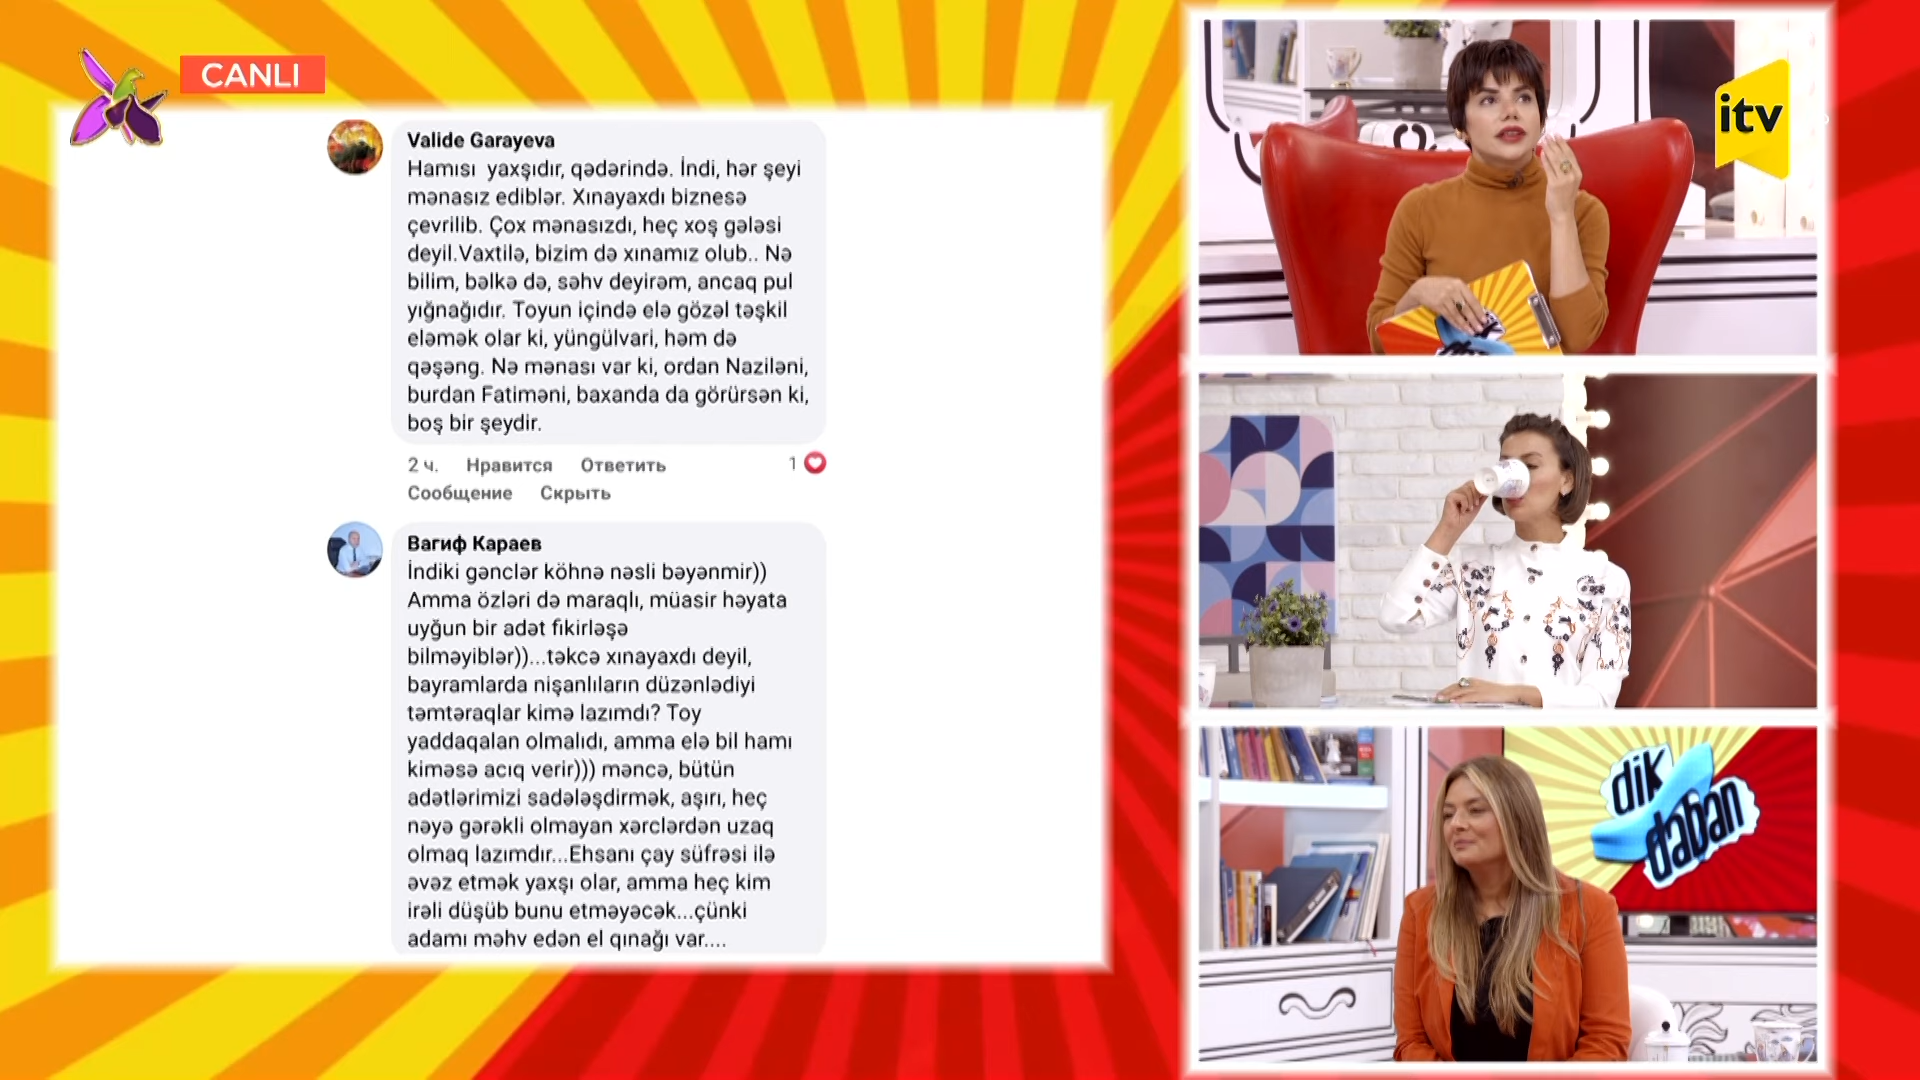 CANLI
itv
Valide Garayeva
Hamısı  yaxşıdır, qədərində. İndi, hər şeyi
mənasız ediblər. Xınayaxdı biznesə
çevrilib. Çox mənasızdı, heç xoş gələsi
deyil.Vaxtilə, bizim də xınamız olub.. Nə
bilim, bəlkə də, səhv deyirəm, ancaq pul
yığnağıdır. Toyun içində elə gözəl təşkil
eləmək olar ki, yüngülvari, həm də
qəşəng. Nə mənası var ki, ordan Naziləni,
burdan Fatiməni, baxanda da görürsən ki,
boş bir şeydir.
2 ч. Нравится Ответить 1
Сообщение Скрыть
Вагиф Караев
İndiki gənclər köhnə nəsli bəyənmir))
Amma özləri də maraqlı, müasir həyata
uyğun bir adət fikirləşə
bilməyiblər))...təkcə xınayaxdı deyil,
bayramlarda nişanlıların düzənlədiyi
təmtəraqlar kimə lazımdı? Toy
yaddaqalan olmalıdı, amma elə bil hamı
kiməsə acıq verir))) məncə, bütün
adətlərimizi sadələşdirmək, aşırı, heç
nəyə gərəkli olmayan xərclərdən uzaq
olmaq lazımdır...Ehsanı çay süfrəsi ilə
əvəz etmək yaxşı olar, amma heç kim
irəli düşüb bunu etməyəcək...çünki
adamı məhv edən el qınağı var....
dik
daban